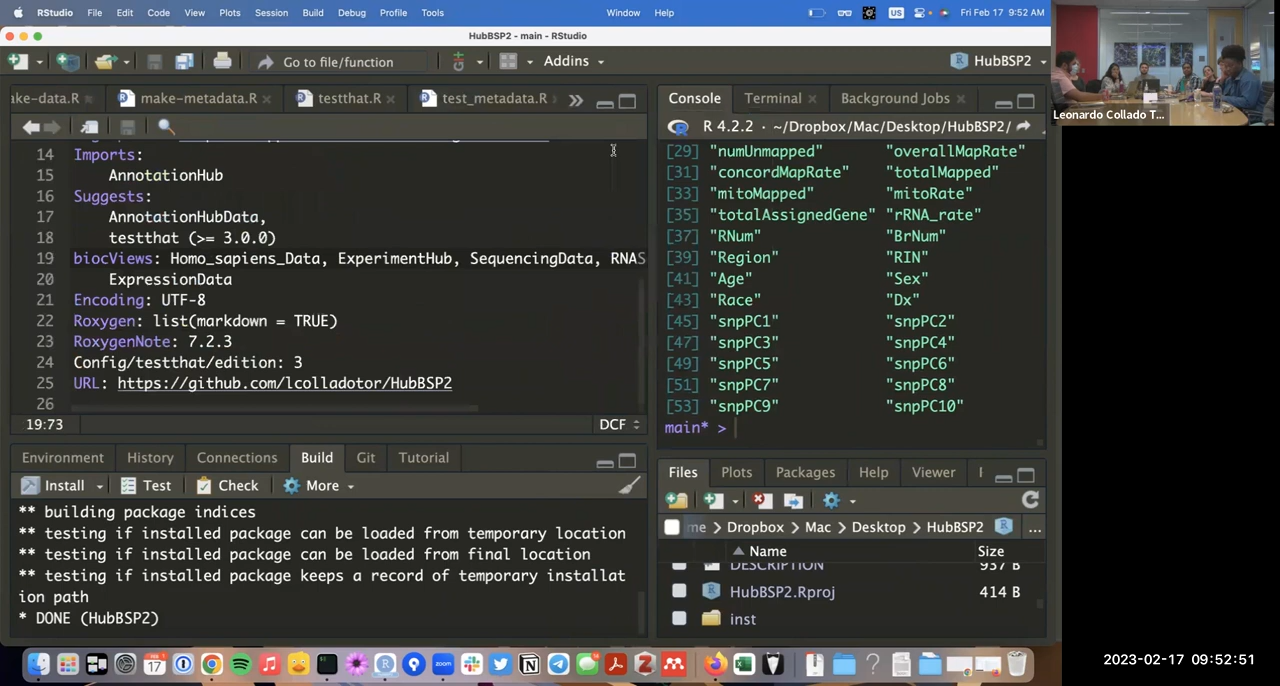 RStudio File Edit Code View Plots Session Build Debug Profile Tools Window Help US Fri Feb 17 9:52 AM
HubBSP2 - main - RStudio
Go to file/function Addins HubBSP2
ake-data.R make-metadata.R testthat.R test_metadata.R
14 Imports:
15 AnnotationHub
16 Suggests:
17 AnnotationHubData,
18 testthat (>= 3.0.0)
19 biocViews: Homo_sapiens_Data, ExperimentHub, SequencingData, RNAS
20 ExpressionData
21 Encoding: UTF-8
22 Roxygen: list(markdown = TRUE)
23 RoxygenNote: 7.2.3
24 Config/testthat/edition: 3
25 URL: https://github.com/lcolladotor/HubBSP2
26
19:73 DCF
Environment History Connections Build Git Tutorial
Install Test Check More
** building package indices
** testing if installed package can be loaded from temporary location
** testing if installed package can be loaded from final location
** testing if installed package keeps a record of temporary installat
ion path
* DONE (HubBSP2)
Console Terminal Background Jobs
R 4.2.2 · ~/Dropbox/Mac/Desktop/HubBSP2/
[29] "numUnmapped" "overallMapRate"
[31] "concordMapRate" "totalMapped"
[33] "mitoMapped" "mitoRate"
[35] "totalAssignedGene" "rRNA_rate"
[37] "RNum" "BrNum"
[39] "Region" "RIN"
[41] "Age" "Sex"
[43] "Race" "Dx"
[45] "snpPC1" "snpPC2"
[47] "snpPC3" "snpPC4"
[49] "snpPC5" "snpPC6"
[51] "snpPC7" "snpPC8"
[53] "snpPC9" "snpPC10"
main* >
Files Plots Packages Help Viewer
me > Dropbox > Mac > Desktop > HubBSP2 ...
Name Size
DESCRIPTION 937 B
HubBSP2.Rproj 414 B
inst
Leonardo Collado T...
17
2023-02-17 09:52:51